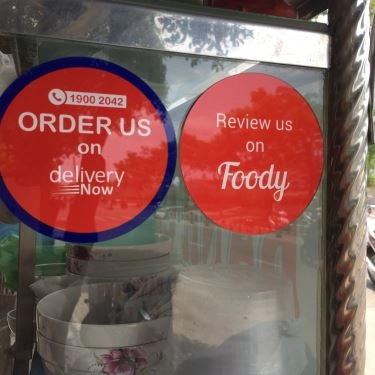 1900 2042
ORDER US
on
delivery
Now
Review us
on
Foody